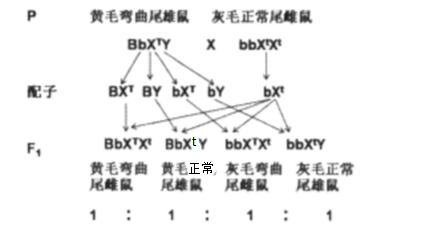 P 黄毛弯曲尾雄鼠 灰毛正常尾雌鼠
BbXᵀY X bbXᵗXᵗ
配子 BXᵀ BY bXᵀ bY bXᵗ
F₁ BbXᵀXᵗ BbXᵗY bbXᵀXᵗ bbXᵗY
黄毛弯曲 黄毛正常, 灰毛弯曲 灰毛正常
尾雌鼠 尾雄鼠 尾雌鼠 尾雄鼠
1 : 1 : 1 : 1